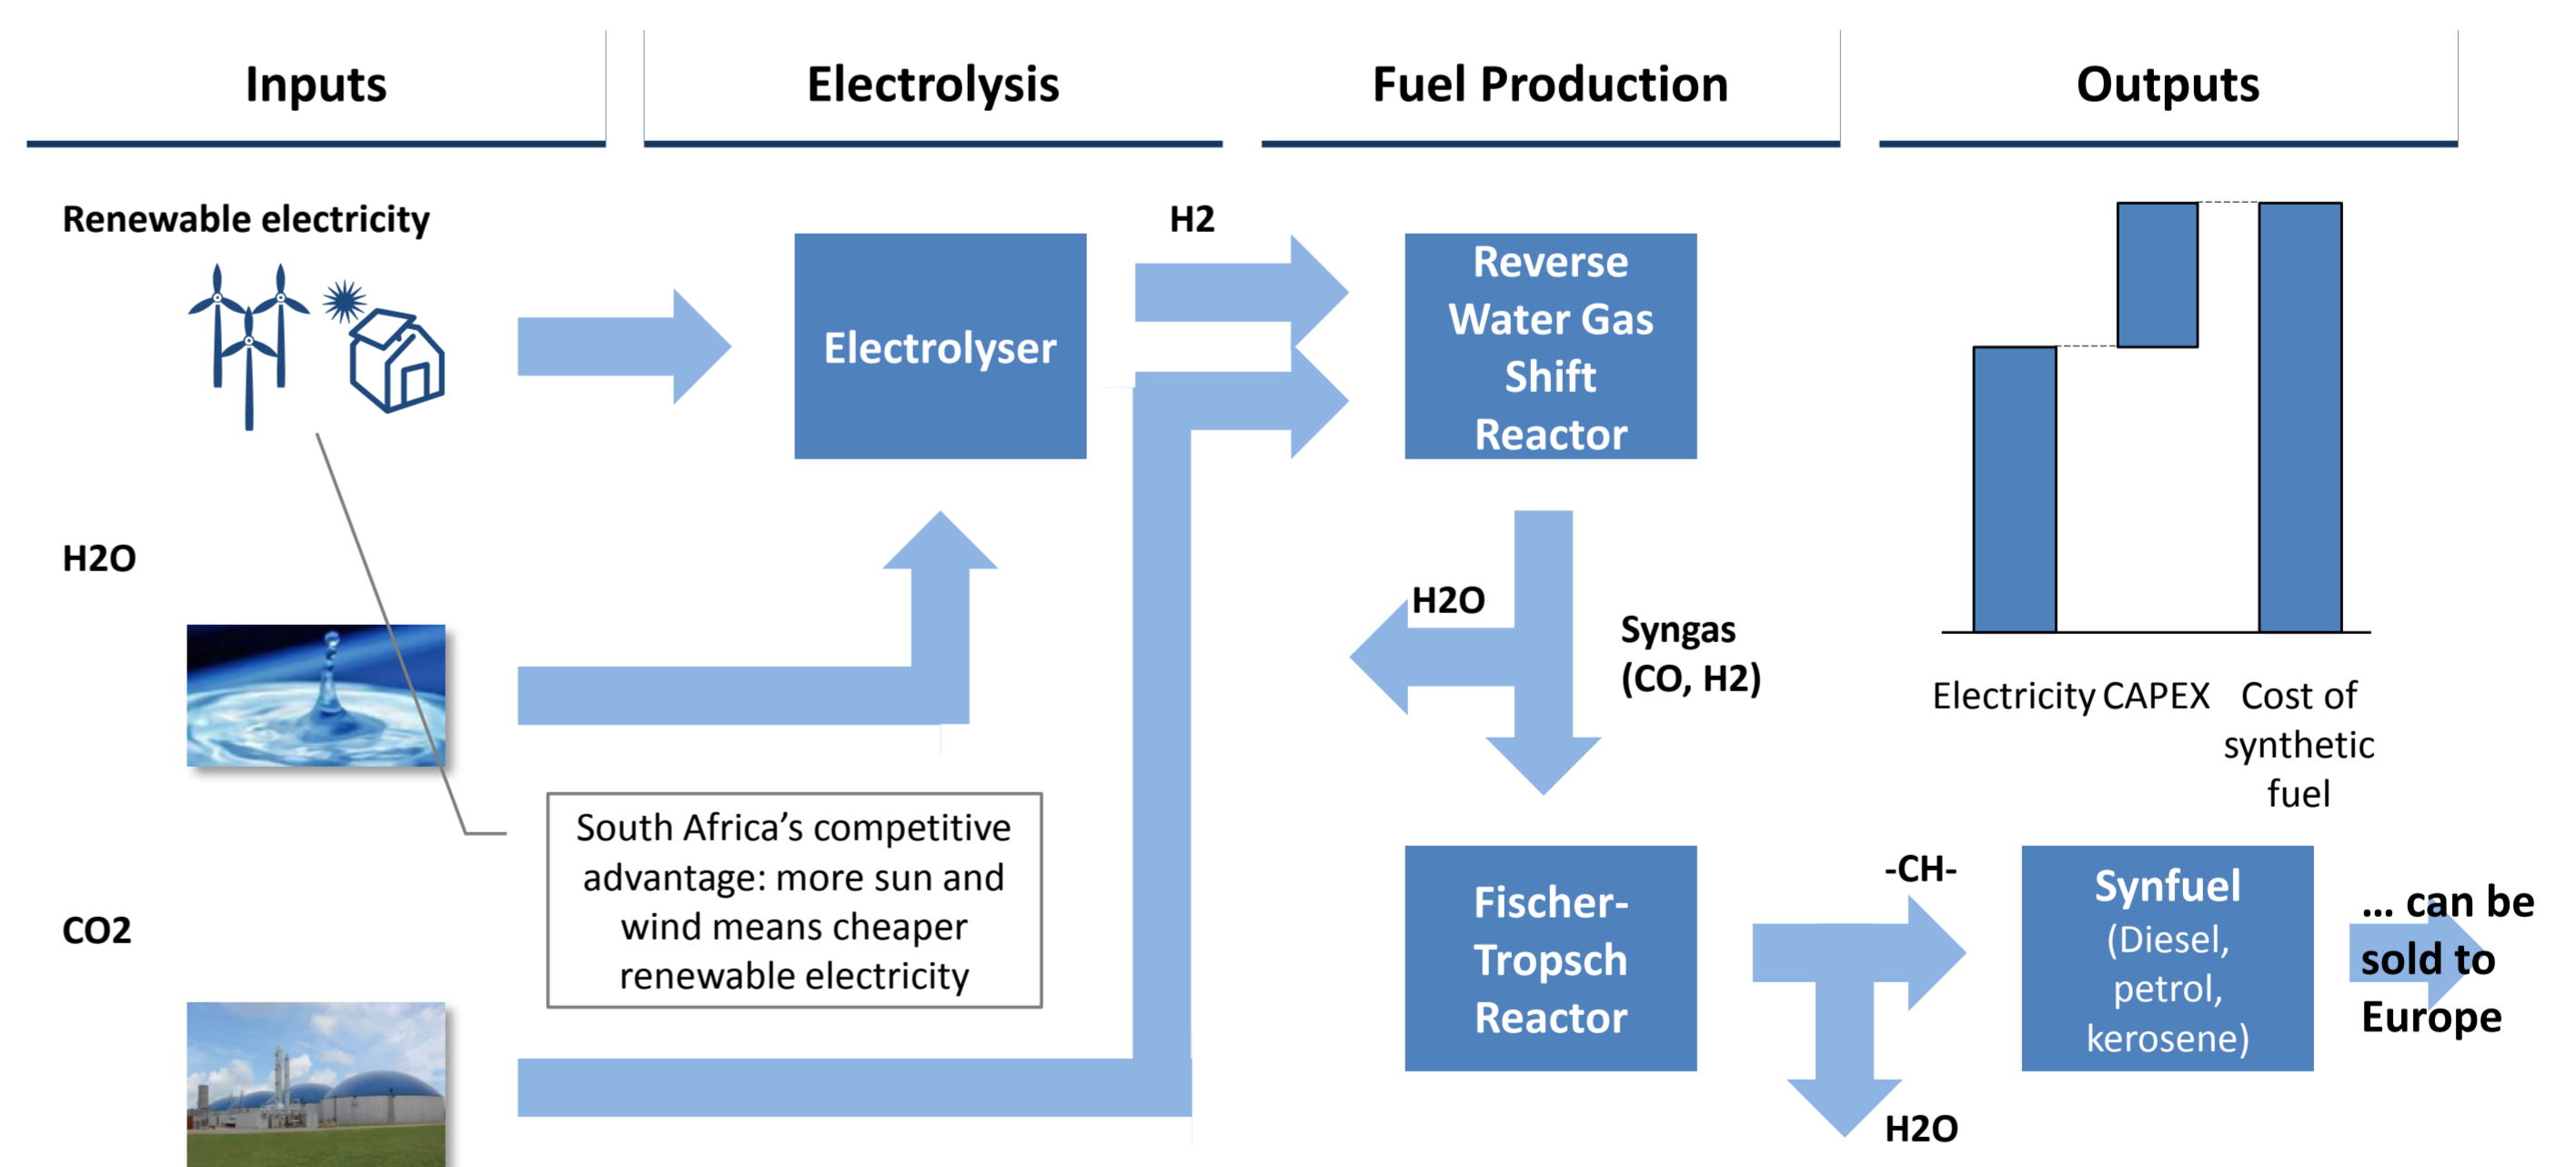 Inputs
Electrolysis
Fuel Production
Outputs
Renewable electricity
H2O
CO2
Electrolyser
South Africa’s competitive
advantage: more sun and
wind means cheaper
renewable electricity
H2
Reverse
Water Gas
Shift
Reactor
H2O
Syngas
(CO, H2)
Fischer-
Tropsch
Reactor
-CH-
H2O
Electricity CAPEX Cost of
synthetic
fuel
Synfuel
(Diesel,
petrol,
kerosene)
... can be
sold to
Europe